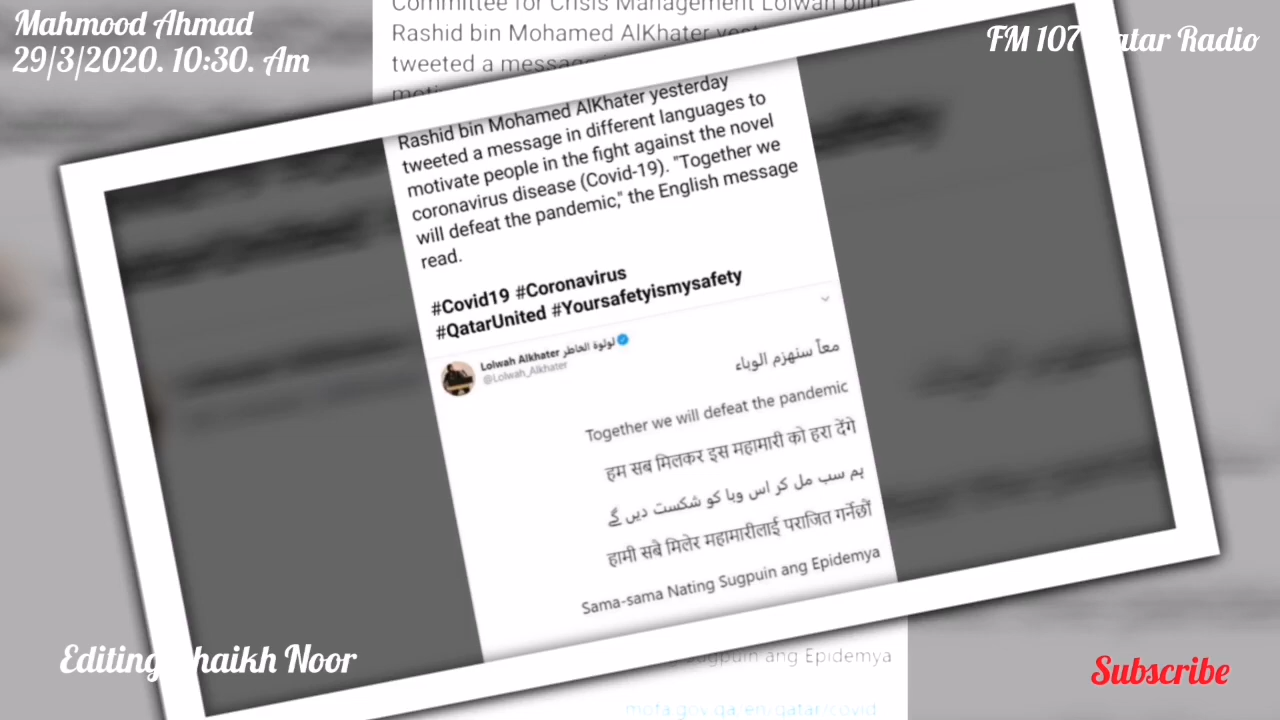 Mahmood Ahmad
29/3/2020. 10:30. Am
FM 107 Qatar Radio
Committee for Crisis Management Lolwah bint
Rashid bin Mohamed AlKhater yest
tweeted a message
Rashid bin Mohamed AlKhater yesterday
tweeted a message in different languages to
motivate people in the fight against the novel
coronavirus disease (Covid-19). "Together we
will defeat the pandemic," the English message
read.
#Covid19 #Coronavirus
#QatarUnited #Yoursafetyismysafety
Lolwah Alkhater لولوة الخاطر
@Lolwah_Alkhater
معاً سنهزم الوباء
Together we will defeat the pandemic
हम सब मिलकर इस महामारी को हरा देंगे
ہم سب مل کر اس وبا کو شکست دیں گے
हामी सबै मिलेर महामारीलाई पराजित गर्नेछौं
Sama-sama Nating Sugpuin ang Epidemya
Sugpuin ang Epidemya
mofa.gov.qa/en/qatar/covid
Editing Shaikh Noor
Subscribe